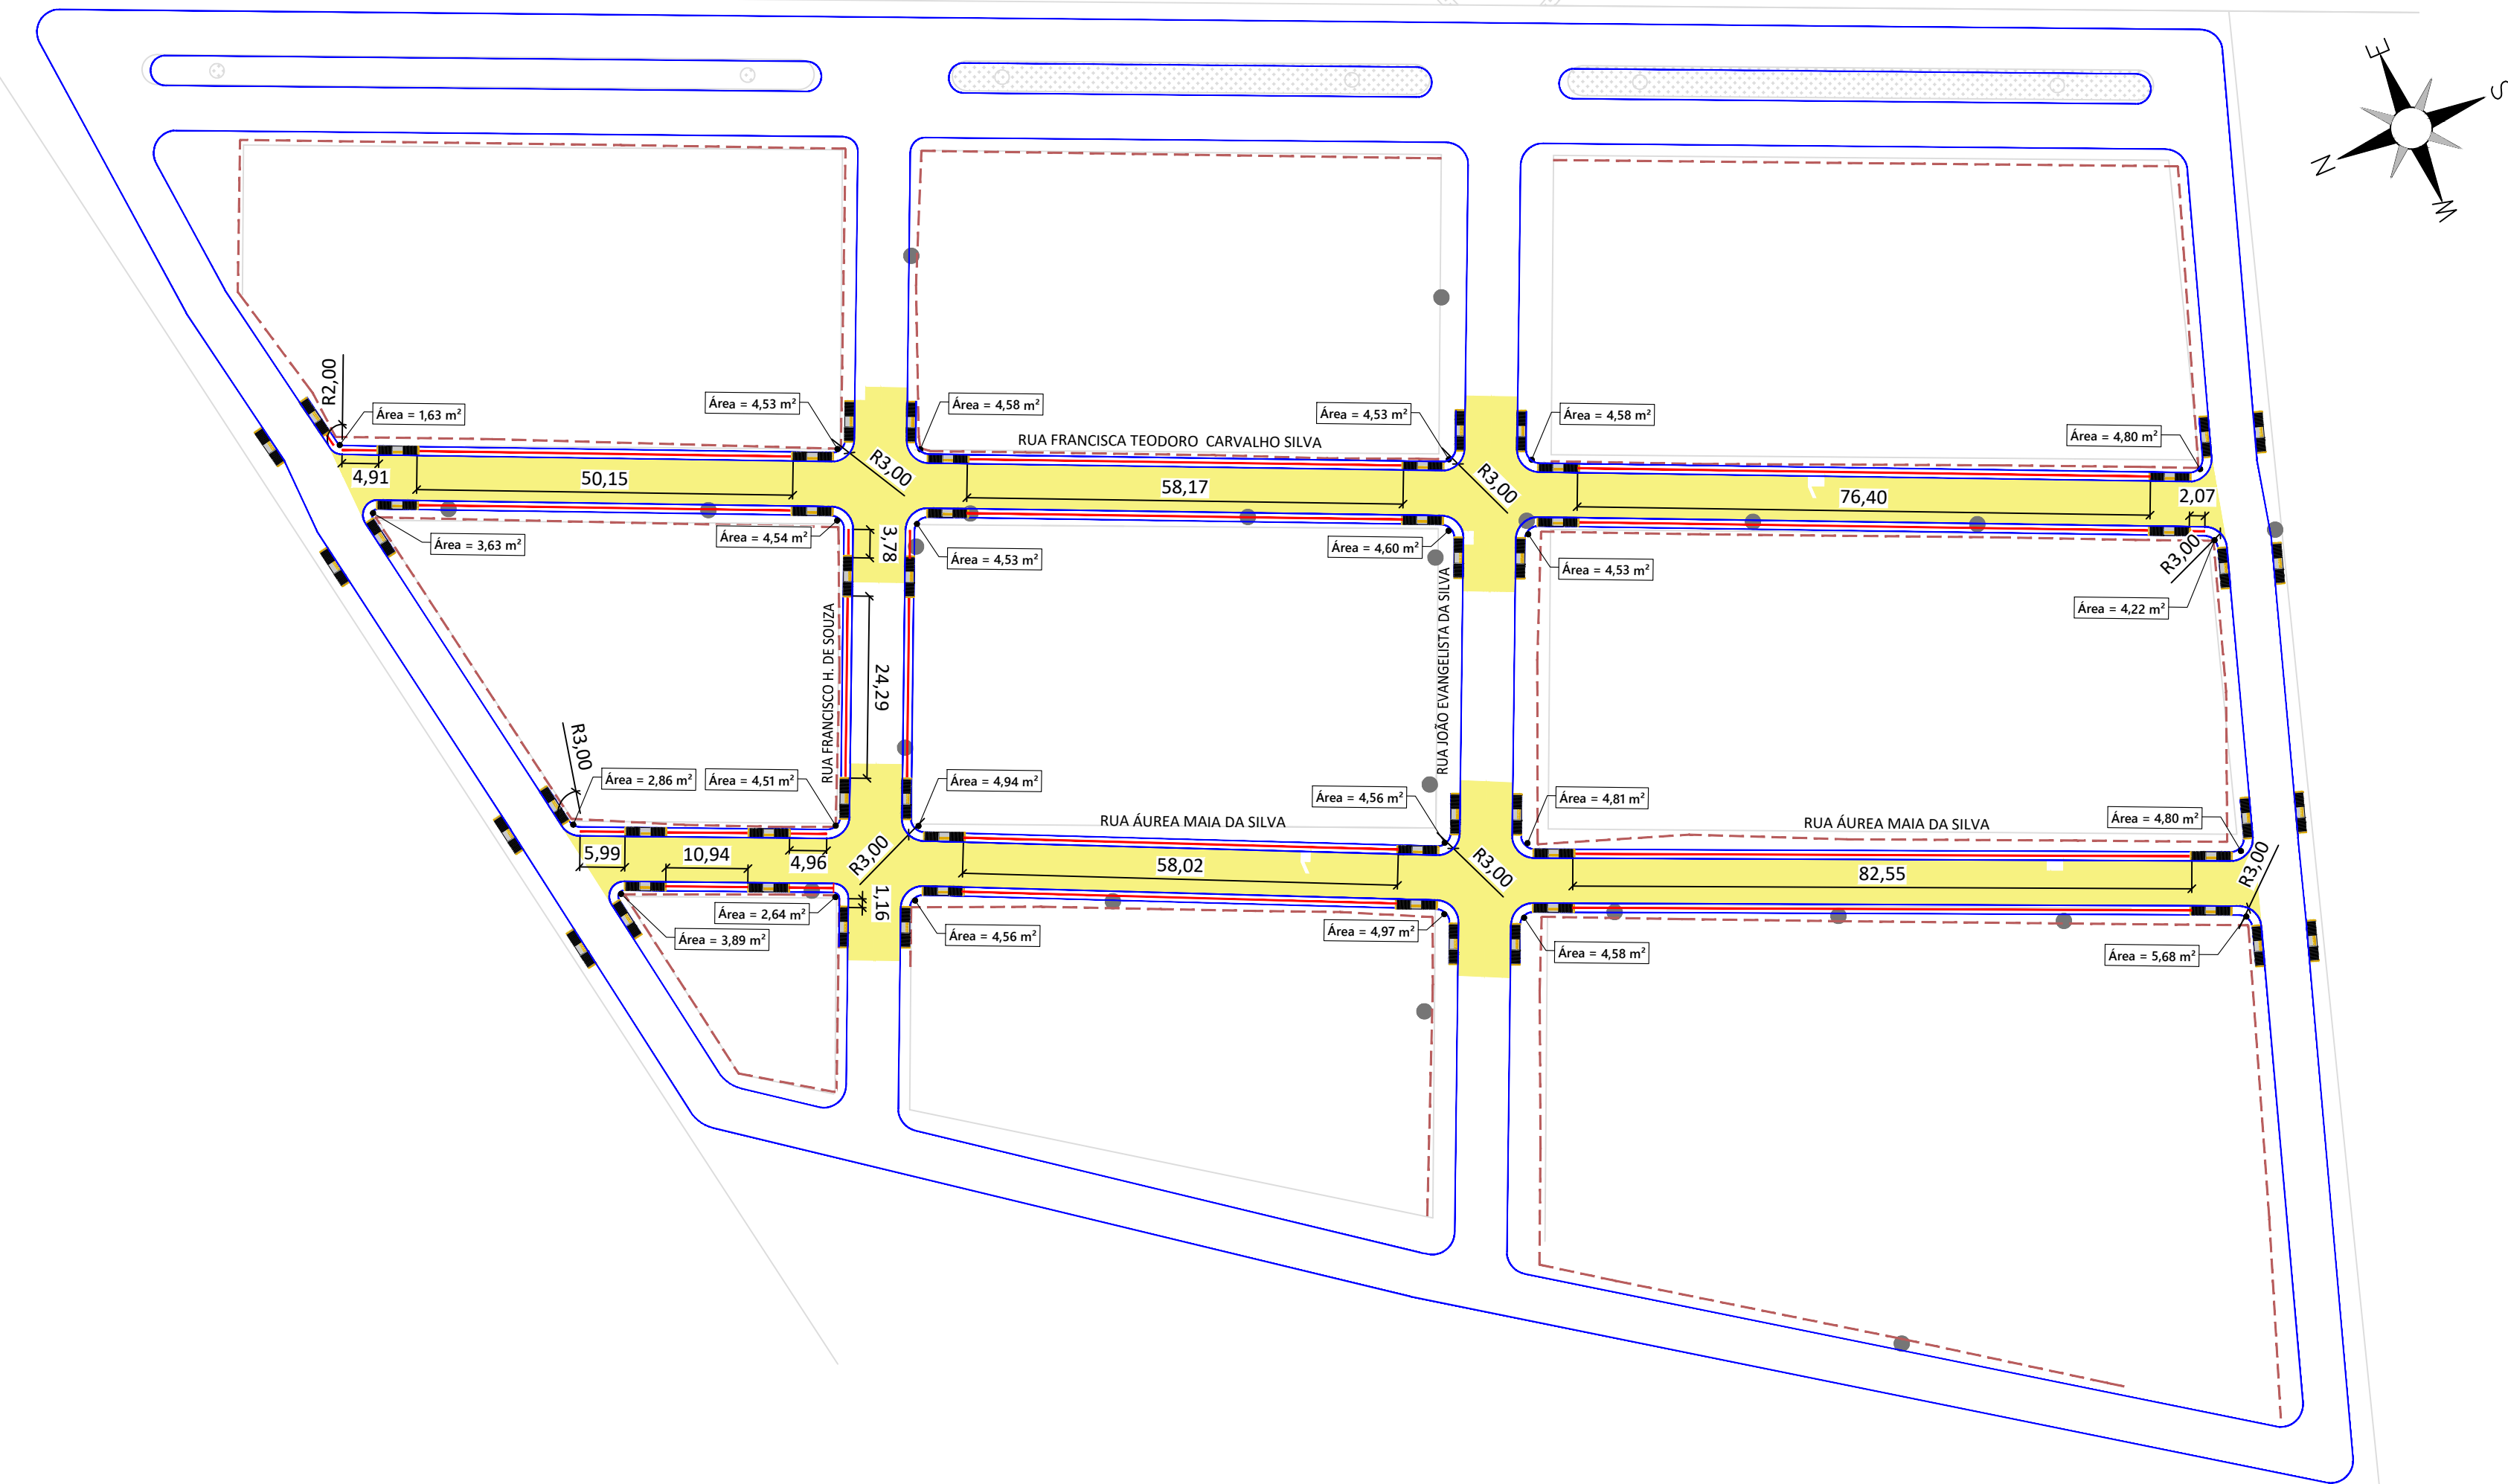 E
S
N
W
R2,00
Área = 1,63 m²
Área = 4,53 m²
Área = 4,58 m²
Área = 4,53 m²
Área = 4,58 m²
Área = 4,80 m²
RUA FRANCISCA TEODORO CARVALHO SILVA
4,91
50,15
R3,00
58,17
R3,00
76,40
2,07
Área = 3,63 m²
Área = 4,54 m²
3,78
Área = 4,53 m²
Área = 4,60 m²
Área = 4,53 m²
R3,00
Área = 4,22 m²
RUA FRANCISCO H. DE SOUZA
24,29
RUA JOÃO EVANGELISTA DA SILVA
R3,00
Área = 2,86 m²
Área = 4,51 m²
Área = 4,94 m²
Área = 4,56 m²
Área = 4,81 m²
Área = 4,80 m²
RUA ÁUREA MAIA DA SILVA
RUA ÁUREA MAIA DA SILVA
5,99
10,94
4,96
R3,00
58,02
R3,00
82,55
R3,00
1,16
Área = 2,64 m²
Área = 3,89 m²
Área = 4,56 m²
Área = 4,97 m²
Área = 4,58 m²
Área = 5,68 m²